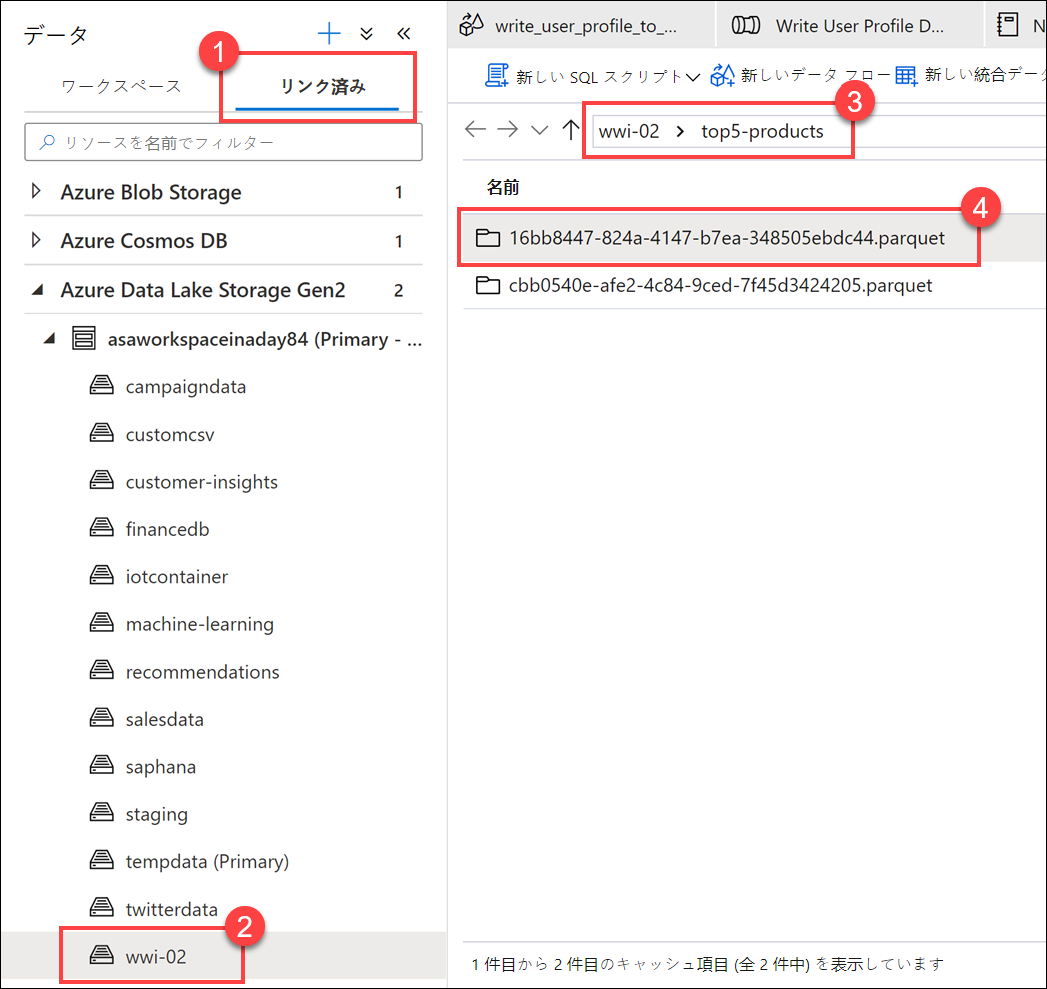 データ
1
ワークスペース
リンク済み
リソースを名前でフィルター
Azure Blob Storage 1
Azure Cosmos DB 1
Azure Data Lake Storage Gen2 2
asaworkspaceinaday84 (Primary - ...
campaigndata
customcsv
customer-insights
financedb
iotcontainer
machine-learning
recommendations
salesdata
saphana
staging
tempdata (Primary)
twitterdata
2
wwi-02
write_user_profile_to_...
Write User Profile D...
N
新しい SQL スクリプト
新しいデータ フロー
新しい統合データ
3
wwi-02 > top5-products
名前
4
16bb8447-824a-4147-b7ea-348505ebdc44.parquet
cbb0540e-afe2-4c84-9ced-7f45d3424205.parquet
1 件目から 2 件目のキャッシュ項目 (全 2 件中) を表示しています